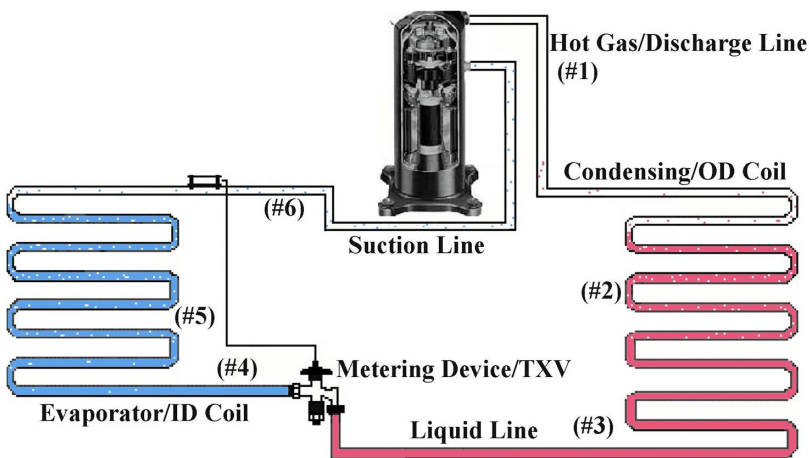 Hot Gas/Discharge Line
(#1)
Condensing/OD Coil
(#6)
Suction Line
(#2)
(#5)
(#4)
Metering Device/TXV
Evaporator/ID Coil
Liquid Line
(#3)